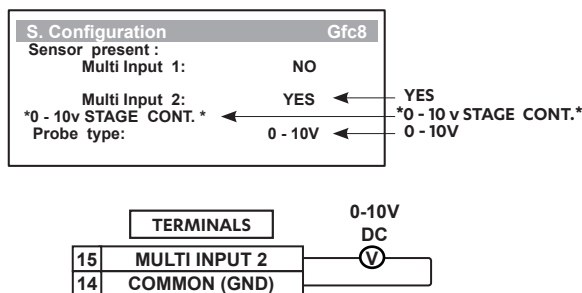 S. Configuration Gfc8
Sensor present :
Multi Input 1: NO
Multi Input 2: YES
*0 - 10v STAGE CONT. *
Probe type: 0 - 10V
YES
*0 - 10 v STAGE CONT.*
0 - 10V
TERMINALS
0-10V
DC
15 MULTI INPUT 2
V
14 COMMON (GND)